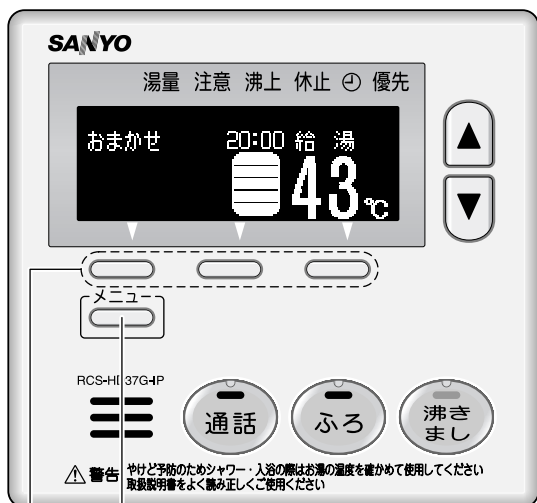 SANYO
湯量 注意 沸上 休止 優先
おまかせ 20:00 給 湯
43℃
メニュー
RCS-HD37G-IP
通話 ふろ 沸き
まし
警告 やけど予防のためシャワー・入浴の際はお湯の温度を確かめて使用してください
取扱説明書をよく読み正しくご使用ください